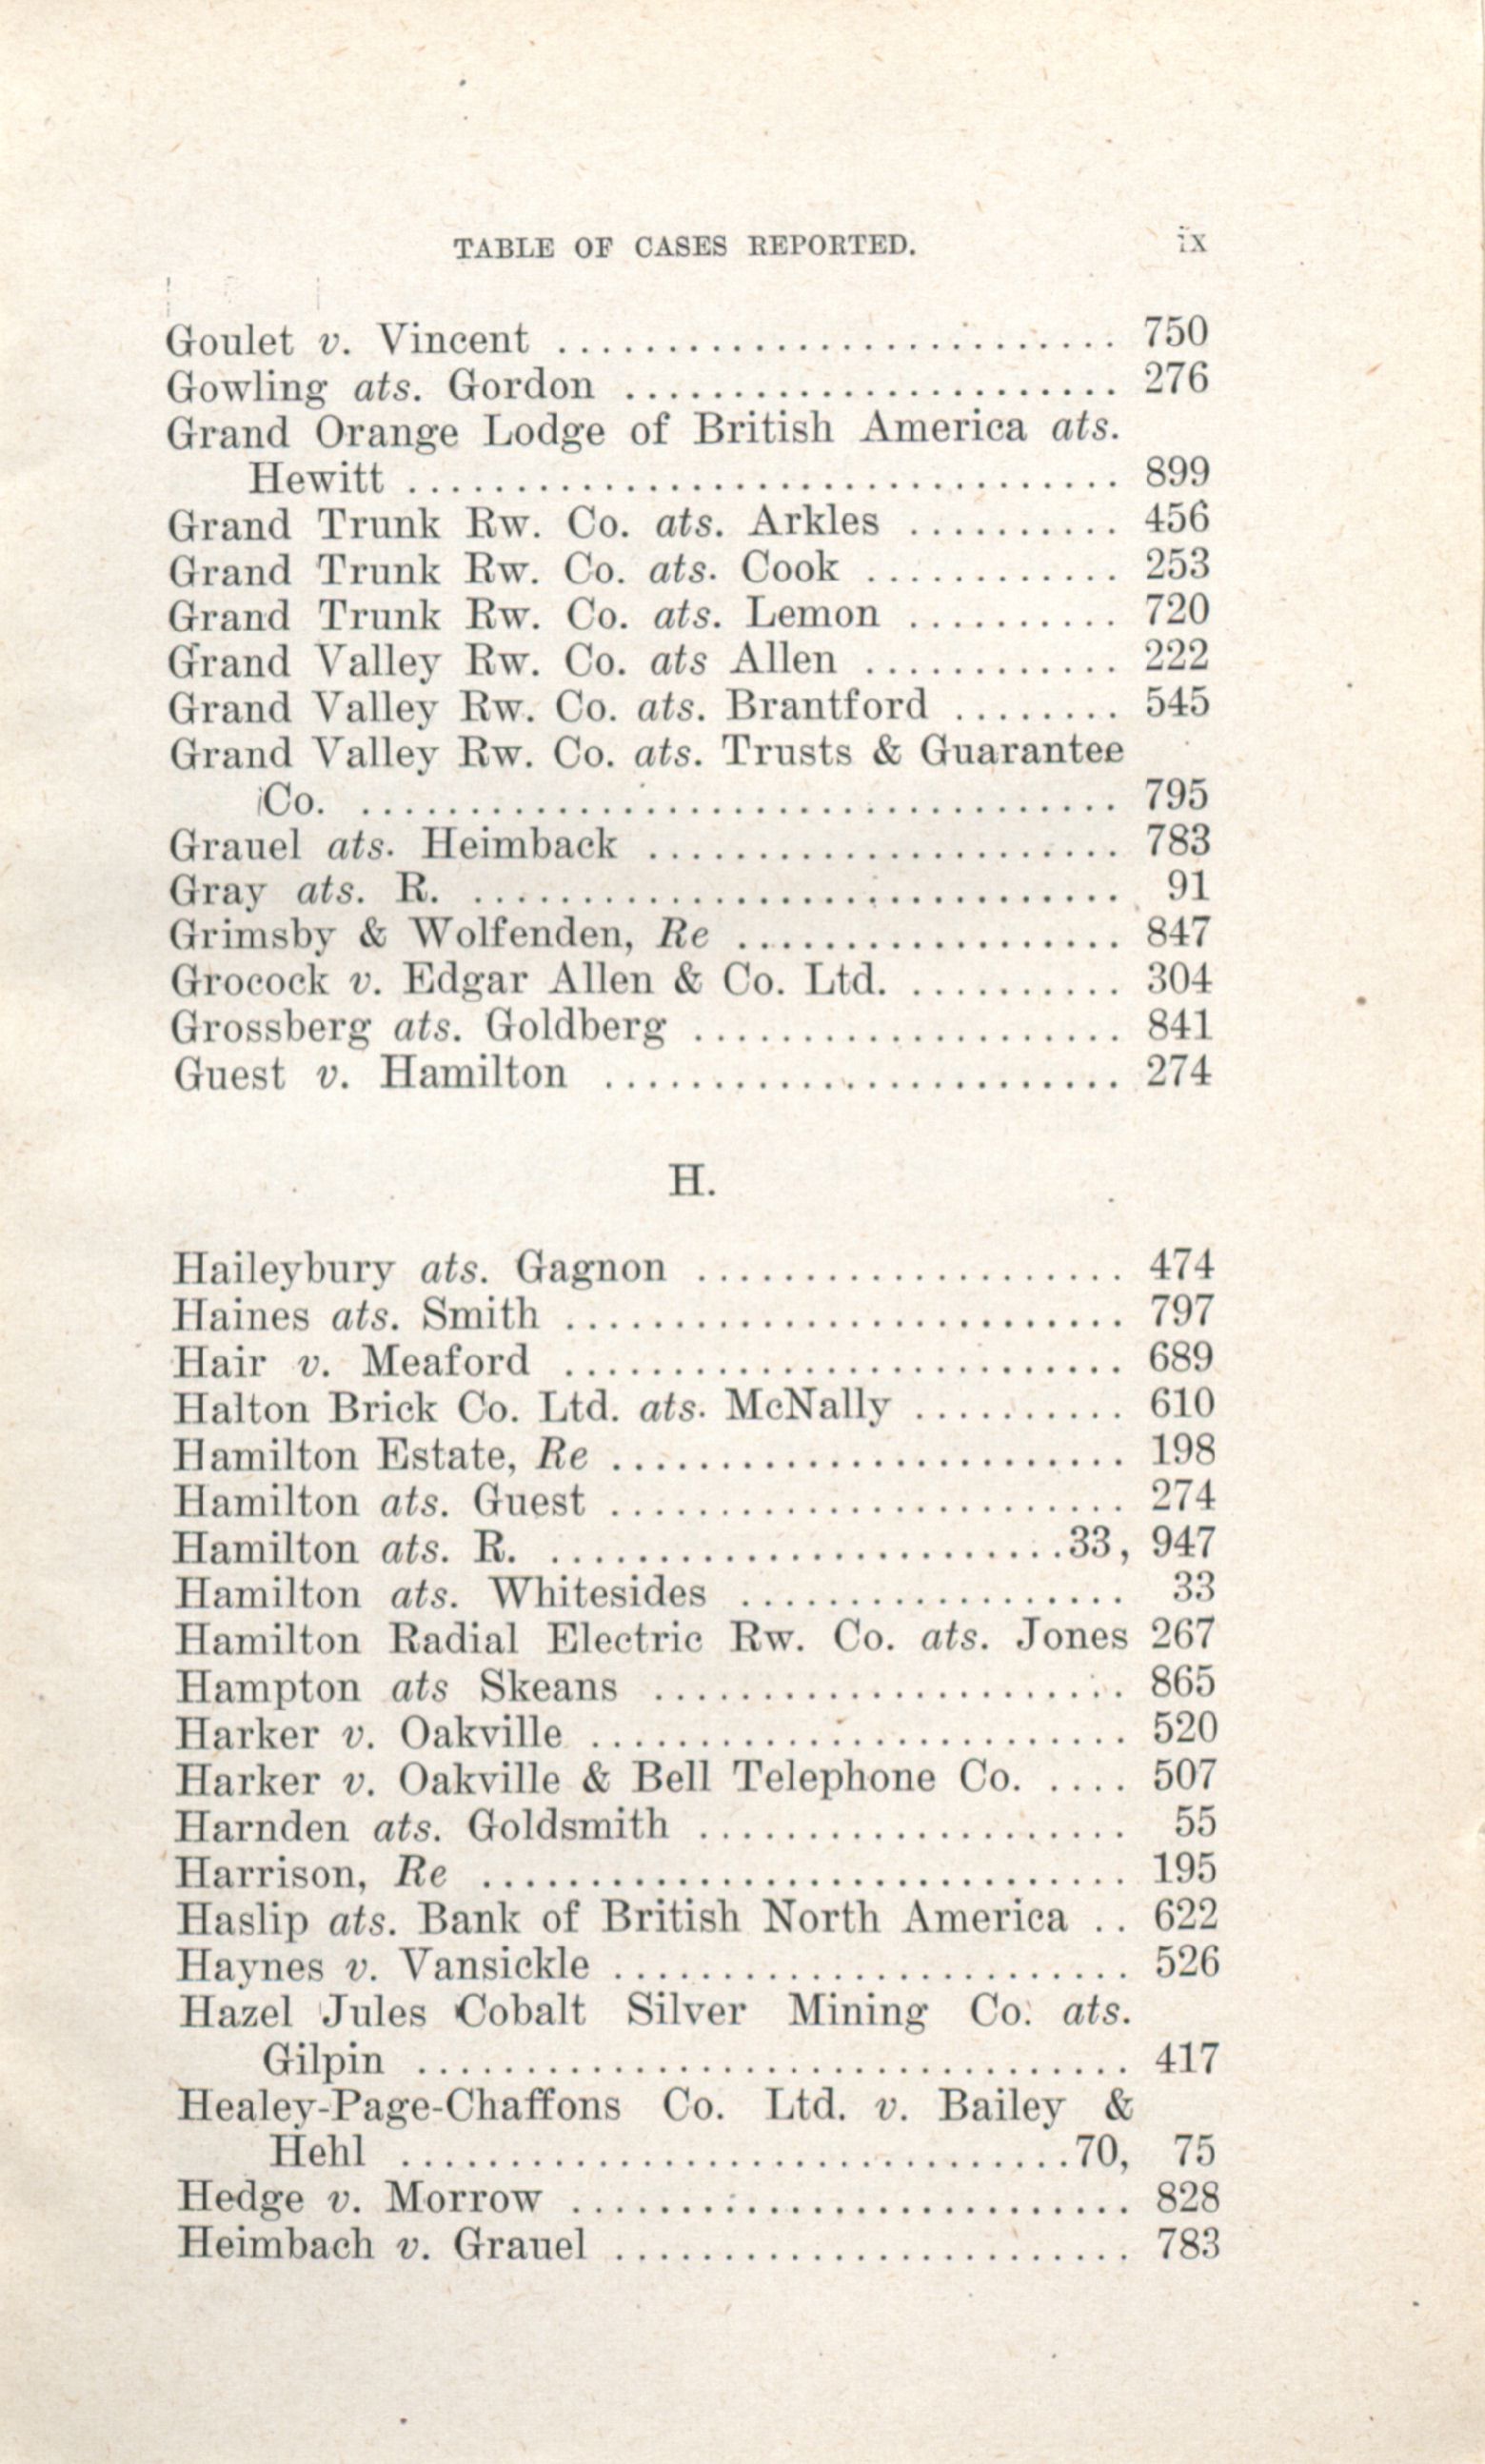 TABLE OF CASES REPORTED. ix
Goulet v. Vincent .......................... 750
Gowling ats. Gordon ....................... 276
Grand Orange Lodge of British America ats.
Hewitt ................................. 899
Grand Trunk Rw. Co. ats. Arkles .......... 456
Grand Trunk Rw. Co. ats. Cook ............ 253
Grand Trunk Rw. Co. ats. Lemon .......... 720
Grand Valley Rw. Co. ats Allen ............ 222
Grand Valley Rw. Co. ats. Brantford ........ 545
Grand Valley Rw. Co. ats. Trusts & Guarantee
Co. ................................... 795
Grauel ats. Heimback ...................... 783
Gray ats. R. .............................. 91
Grimsby & Wolfenden, Re .................. 847
Grocock v. Edgar Allen & Co. Ltd. .......... 304
Grossberg ats. Goldberg .................... 841
Guest v. Hamilton ........................ 274
H.
Haileybury ats. Gagnon .................... 474
Haines ats. Smith .......................... 797
Hair v. Meaford .......................... 689
Halton Brick Co. Ltd. ats. McNally .......... 610
Hamilton Estate, Re ........................ 198
Hamilton ats. Guest ........................ 274
Hamilton ats. R. ........................33, 947
Hamilton ats. Whitesides .................. 33
Hamilton Radial Electric Rw. Co. ats. Jones 267
Hampton ats Skeans ...................... 865
Harker v. Oakville ......................... 520
Harker v. Oakville & Bell Telephone Co. .... 507
Harnden ats. Goldsmith .................... 55
Harrison, Re .............................. 195
Haslip ats. Bank of British North America .. 622
Haynes v. Vansickle ........................ 526
Hazel Jules Cobalt Silver Mining Co. ats.
Gilpin ................................. 417
Healey-Page-Chaffons Co. Ltd. v. Bailey &
Hehl ...............................70, 75
Hedge v. Morrow .......................... 828
Heimbach v. Grauel ........................ 783